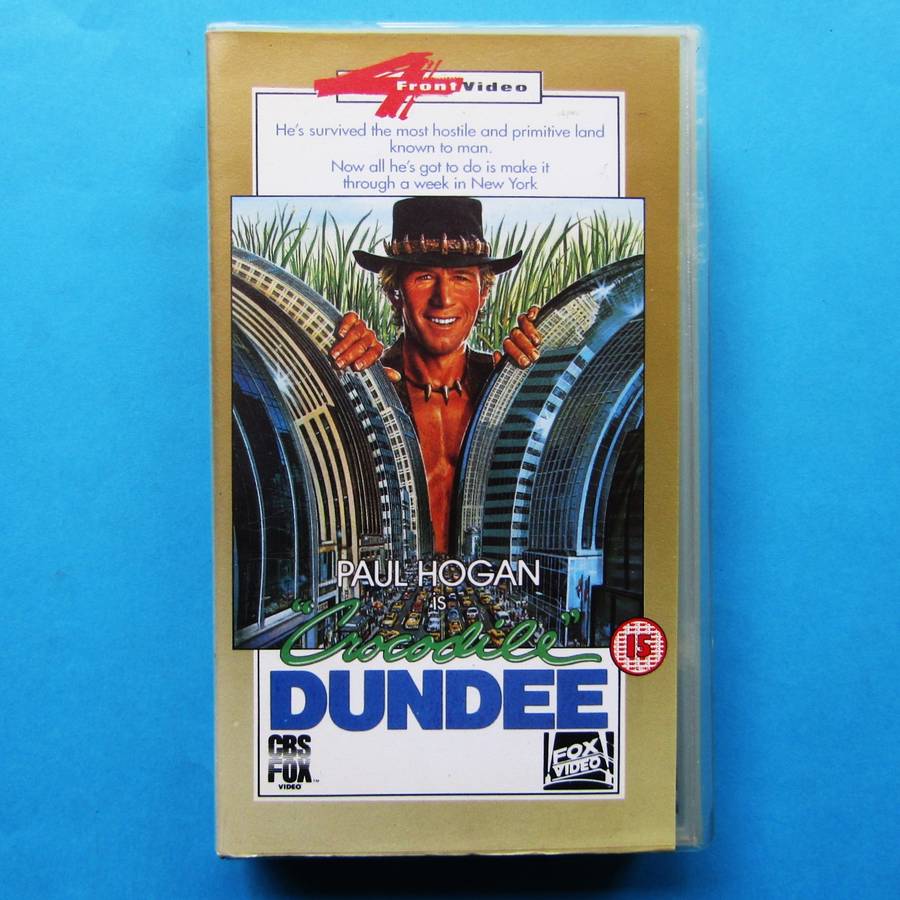 4 Front Video
He's survived the most hostile and primitive land
known to man.
Now all he's got to do is make it
through a week in New York
PAUL HOGAN
IS
"Crocodile"
DUNDEE
15
CBS
FOX™
VIDEO
FOX
VIDEO